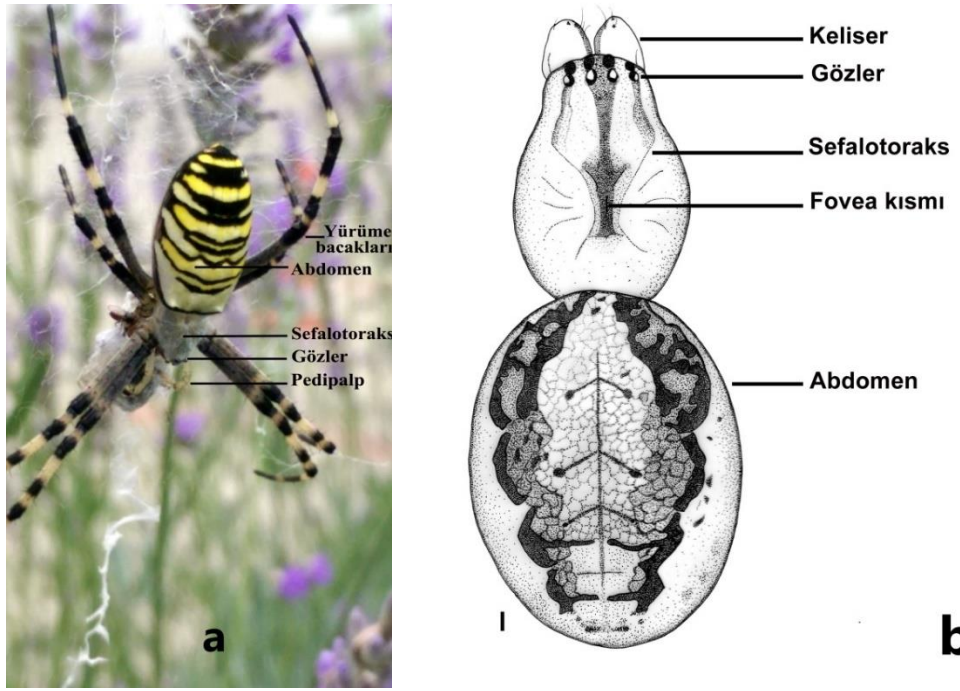 Yürüme
bacakları
Abdomen
Sefalotoraks
Gözler
Pedipalp
a
Keliser
Gözler
Sefalotoraks
Fovea kısmı
Abdomen
b